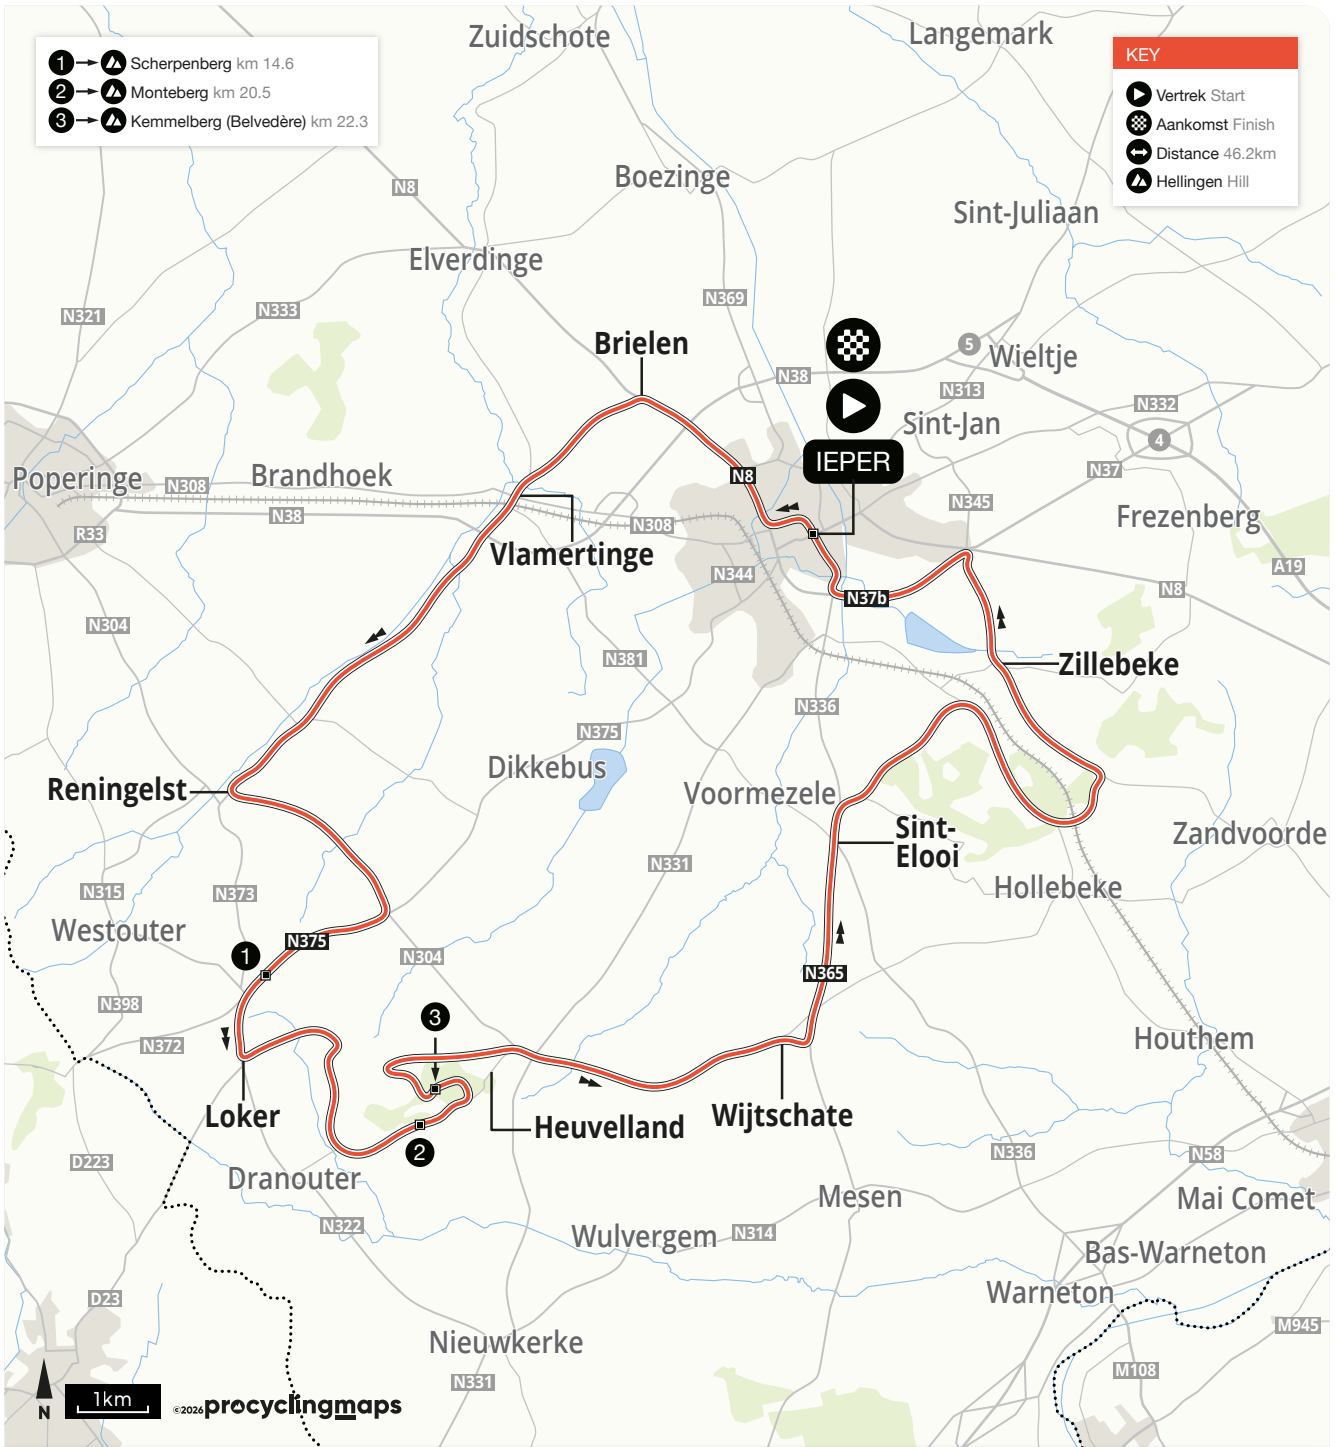 1 Scherpenberg km 14.6
2 Monteberg km 20.5
3 Kemmelberg (Belvedère) km 22.3
KEY
Vertrek Start
Aankomst Finish
Distance 46.2km
Hellingen Hill
Zuidschote
Langemark
Boezinge
N8
Sint-Juliaan
Elverdinge
N369
N333
N321
Brielen
5
Wieltje
N38
N313
N332
Sint-Jan
4
IEPER
Poperinge
N308
Brandhoek
N8
N37
N345
Frezenberg
N38
N308
R33
Vlamertinge
N344
A19
N8
N37b
N304
N381
Zillebeke
N336
N375
Dikkebus
Reningelst
Voormezele
Sint-
Elooi
Zandvoorde
N331
Hollebeke
N315
N373
Westouter
N375
1
N304
N365
N398
3
N372
Houthem
Loker
Heuvelland
Wijtschate
2
N336
N58
D223
Dranouter
Mesen
Mai Comet
N322
Wulvergem
N314
Bas-Warneton
Warneton
D23
M945
Nieuwkerke
M108
N331
N
1km
©2026 procyclingmaps